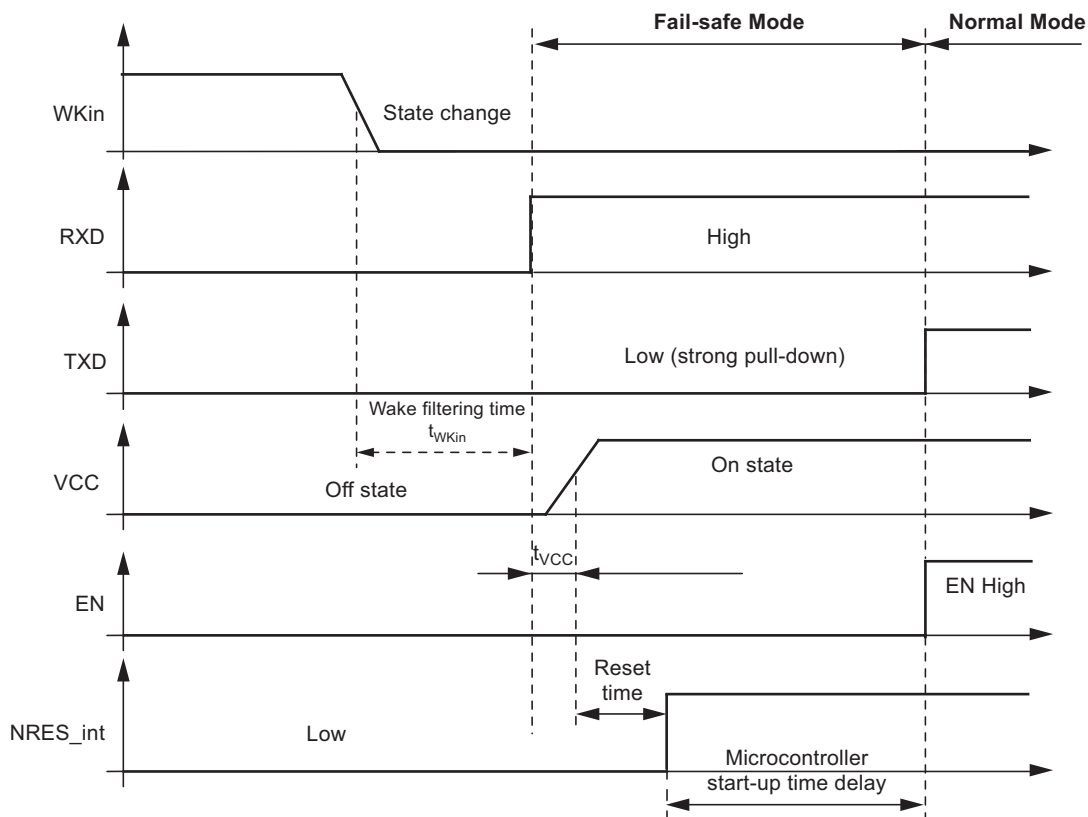 Fail-safe Mode
Normal Mode
WKin
State change
RXD
High
TXD
Low (strong pull-down)
Wake filtering time
tWKin
VCC
Off state
On state
tVCC
EN
EN High
Reset
time
NRES_int
Low
Microcontroller
start-up time delay